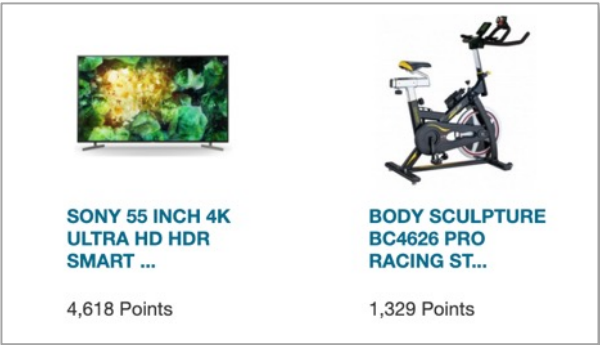 SONY 55 INCH 4K
ULTRA HD HDR
SMART ...
4,618 Points
BODY SCULPTURE
BC4626 PRO
RACING ST...
1,329 Points